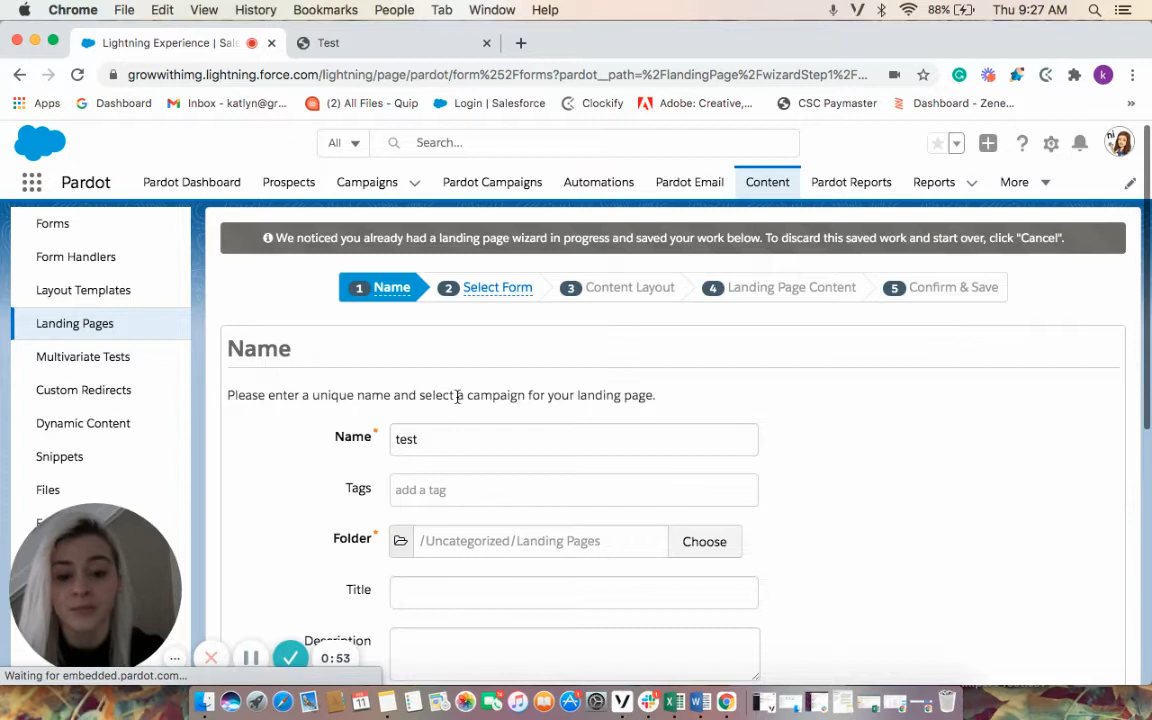 Chrome File Edit View History Bookmarks People Tab Window Help 88% Thu 9:27 AM
Lightning Experience | Sale Test
growwithimg.lightning.force.com/lightning/page/pardot/form%252Fforms?pardot__path=%2FlandingPage%2FwizardStep1%2F...
Apps Dashboard Inbox - katlyn@gr... (2) All Files - Quip Login | Salesforce Clockify Adobe: Creative,... CSC Paymaster Dashboard - Zene... »
All Search...
Pardot Pardot Dashboard Prospects Campaigns Pardot Campaigns Automations Pardot Email Content Pardot Reports Reports More
Forms
Form Handlers
Layout Templates
Landing Pages
Multivariate Tests
Custom Redirects
Dynamic Content
Snippets
Files
We noticed you already had a landing page wizard in progress and saved your work below. To discard this saved work and start over, click "Cancel".
1 Name 2 Select Form 3 Content Layout 4 Landing Page Content 5 Confirm & Save
Name
Please enter a unique name and select a campaign for your landing page.
Name* test
Tags add a tag
Folder* /Uncategorized/Landing Pages Choose
Title
Description
0:53
Waiting for embedded.pardot.com...